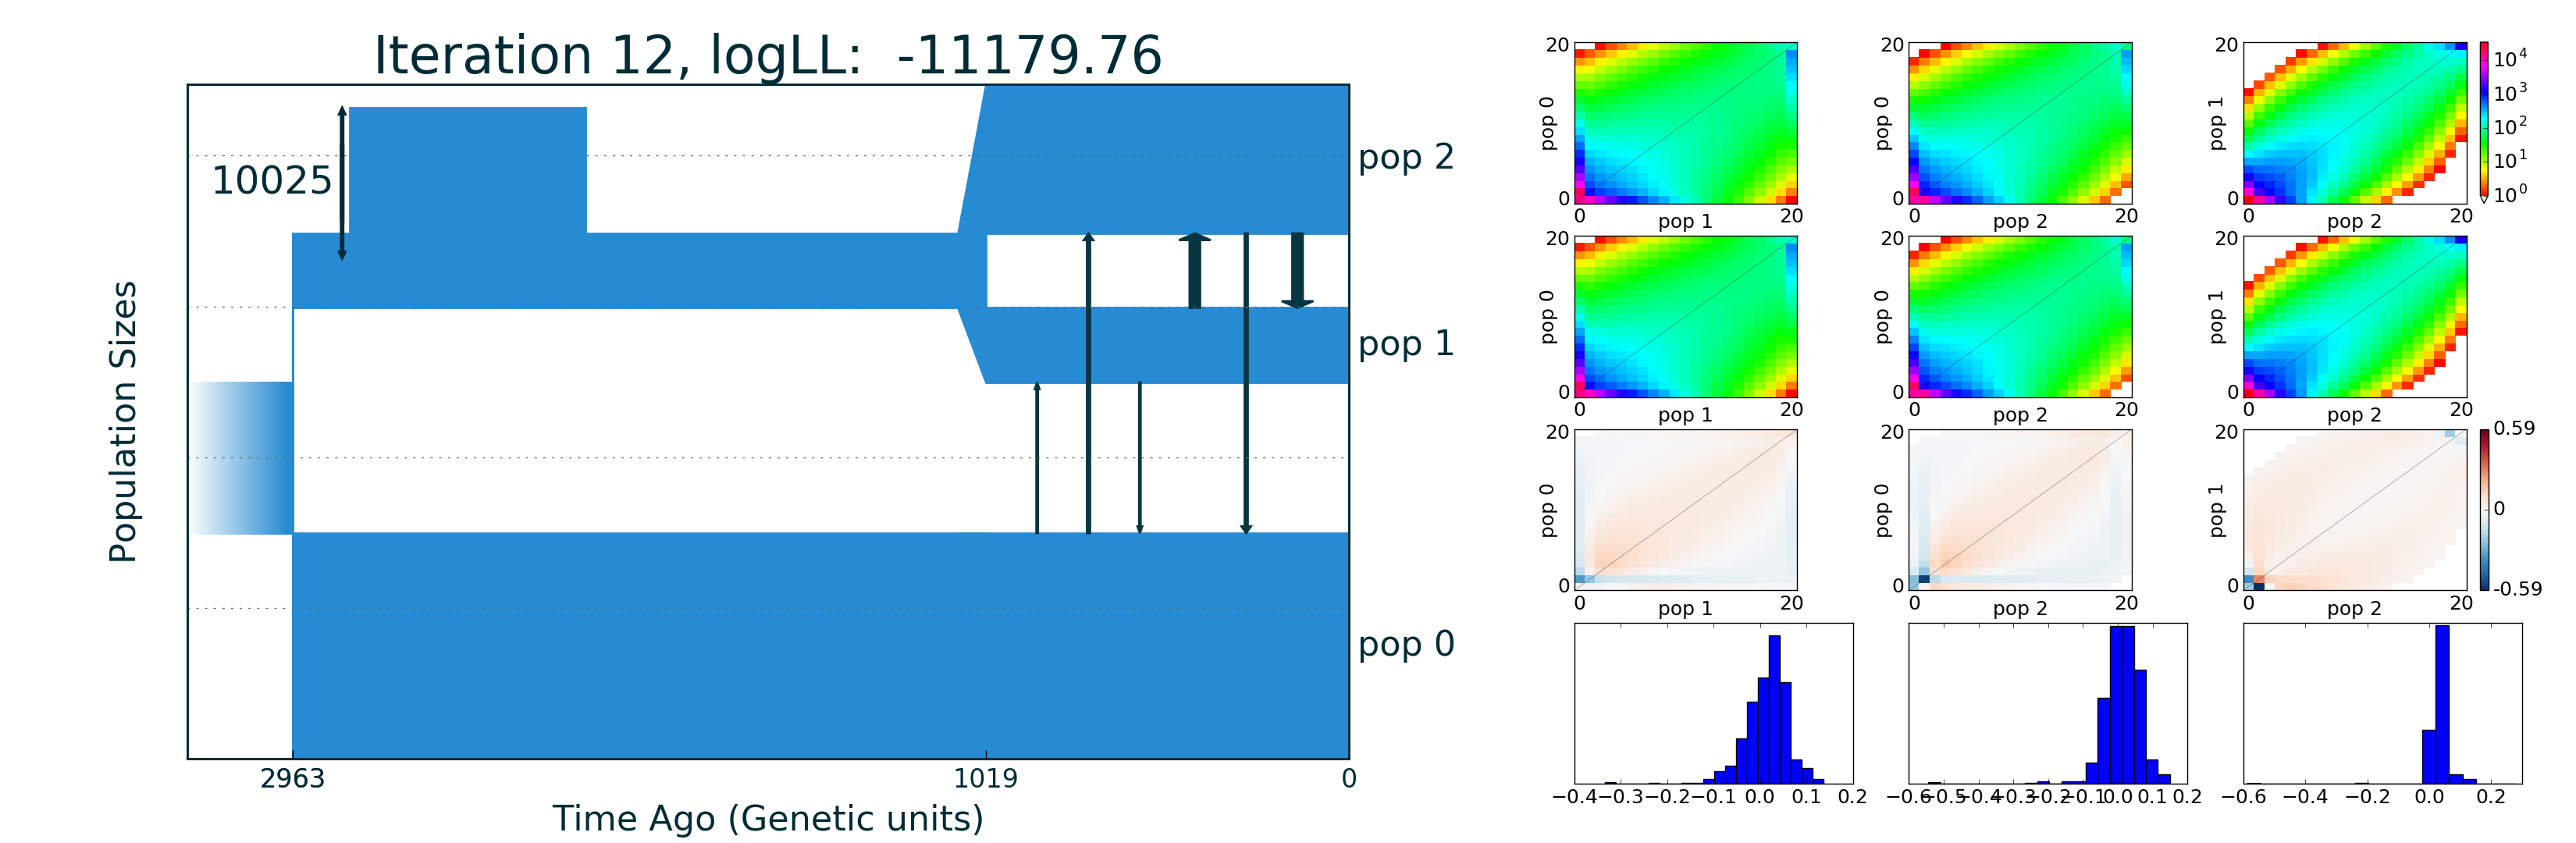 Iteration 12, logLL:  -11179.76
Population Sizes
10025
pop 2
pop 1
pop 0
2963 1019 0
Time Ago (Genetic units)
20
pop 0
0
0 pop 1 20
20
pop 0
0
0 pop 2 20
20
pop 1
0
0 pop 2 20
10^4
10^3
10^2
10^1
10^0
20
pop 0
0
0 pop 1 20
20
pop 0
0
0 pop 2 20
20
pop 1
0
0 pop 2 20
20
pop 0
0
0 pop 1 20
20
pop 0
0
0 pop 2 20
20
pop 1
0
0 pop 2 20
0.59
0
-0.59
−0.4 −0.3 −0.2 −0.1 0.0 0.1 0.2
−0.6 −0.5 −0.4 −0.3 −0.2 −0.1 0.0 0.1 0.2
−0.6 −0.4 −0.2 0.0 0.2